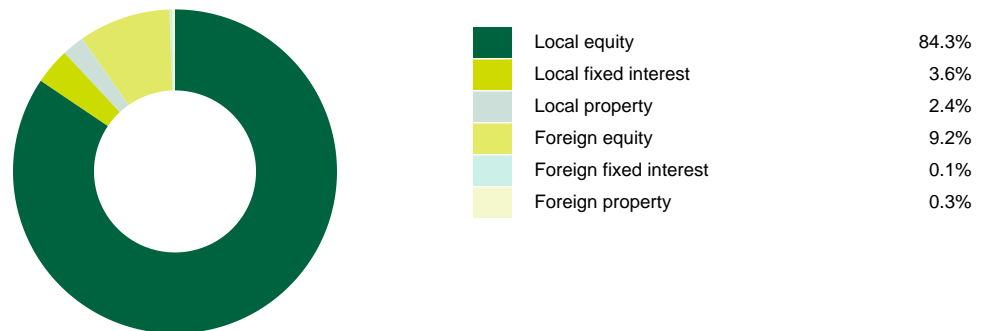 Local equity 84.3%
Local fixed interest 3.6%
Local property 2.4%
Foreign equity 9.2%
Foreign fixed interest 0.1%
Foreign property 0.3%